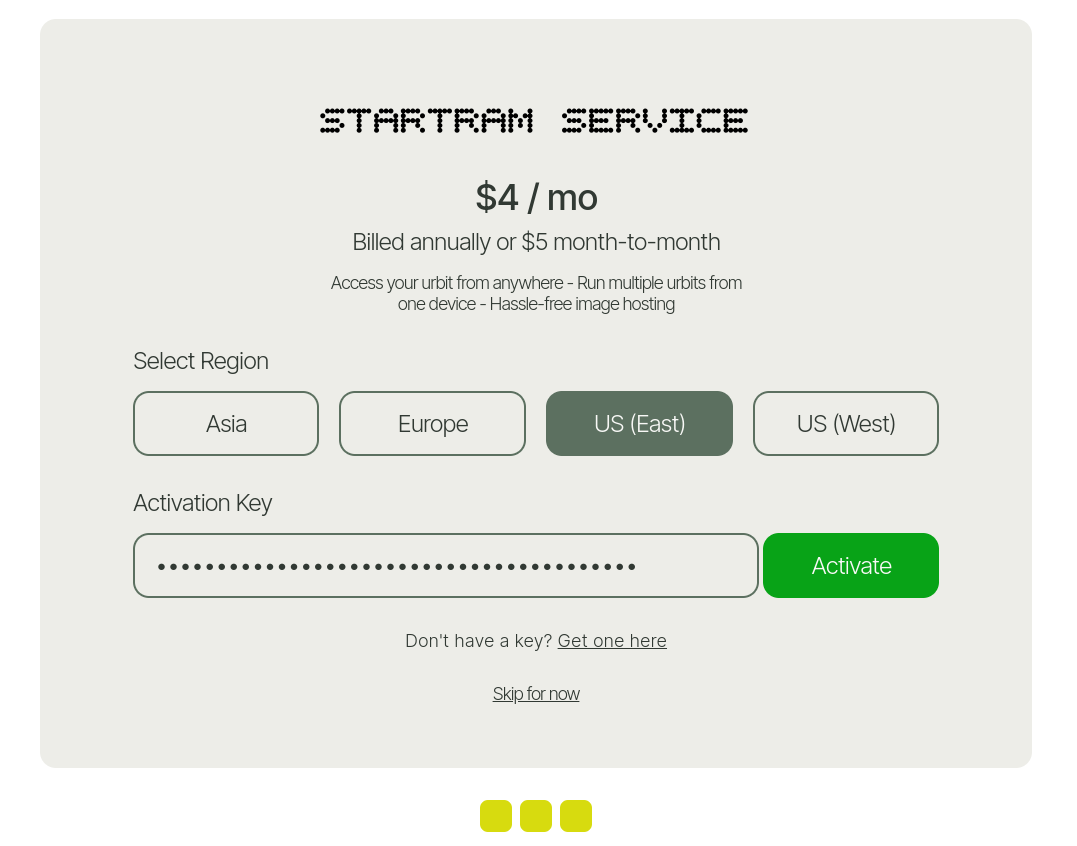 STARTRAM SERVICE
$4 / mo
Billed annually or $5 month-to-month
Access your urbit from anywhere - Run multiple urbits from
one device - Hassle-free image hosting
Select Region
Asia Europe US (East) US (West)
Activation Key
•••••••••••••••••••••••••••••••••••••••• Activate
Don't have a key? Get one here
Skip for now